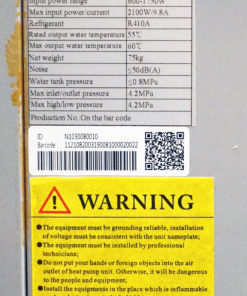 Input power range 600-1750W
Max input power/current 2100W/9.8A
Refrigerant R410A
Rated output water temperature 55℃
Max output water temperature 60℃
Net weight 75kg
Noise ≤50dB(A)
Water tank pressure ≤0.8MPa
Max inlet/outlet pressure 4.2MPa
Max high/low pressure 4.2MPa
Production No.:On the bar code
ID : N1030080010
Barcode 1121082003190081000020022
WARNING
●The equipment must be grounding reliable, installation
of voltage must be consistent with the unit nameplate;
●The equipment must be installed by professional
technicians;
●Do not put your hands or foreign objects into the air
outlet of heat pump unit. Otherwise, it will be dangerous
to the people and equipment;
●Install the equipments in the place which is inflammable